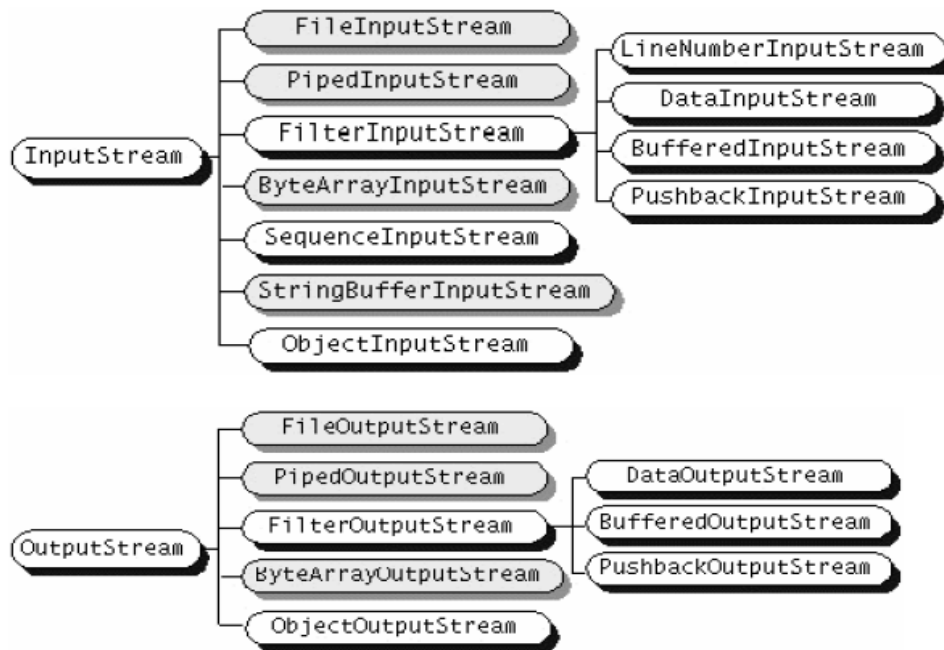 FileInputStream
PipedInputStream
FilterInputStream
InputStream
ByteArrayInputStream
SequenceInputStream
StringBufferInputStream
ObjectInputStream
LineNumberInputStream
DataInputStream
BufferedInputStream
PushbackInputStream
FileOutputStream
PipedOutputStream
FilterOutputStream
OutputStream
ByteArrayOutputStream
ObjectOutputStream
DataOutputStream
BufferedOutputStream
PushbackOutputStream